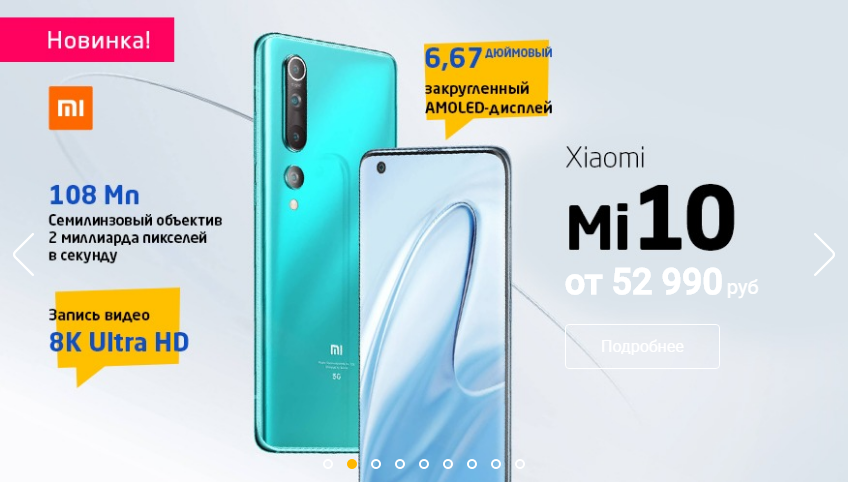 Новинка!
mi
108 Мп
Семилинзовый объектив
2 миллиарда пикселей
в секунду
Запись видео
8K Ultra HD
6,67 дюймовый
закругленный
AMOLED-дисплей
mi
5G
Xiaomi
Mi 10
от 52 990 руб
Подробнее